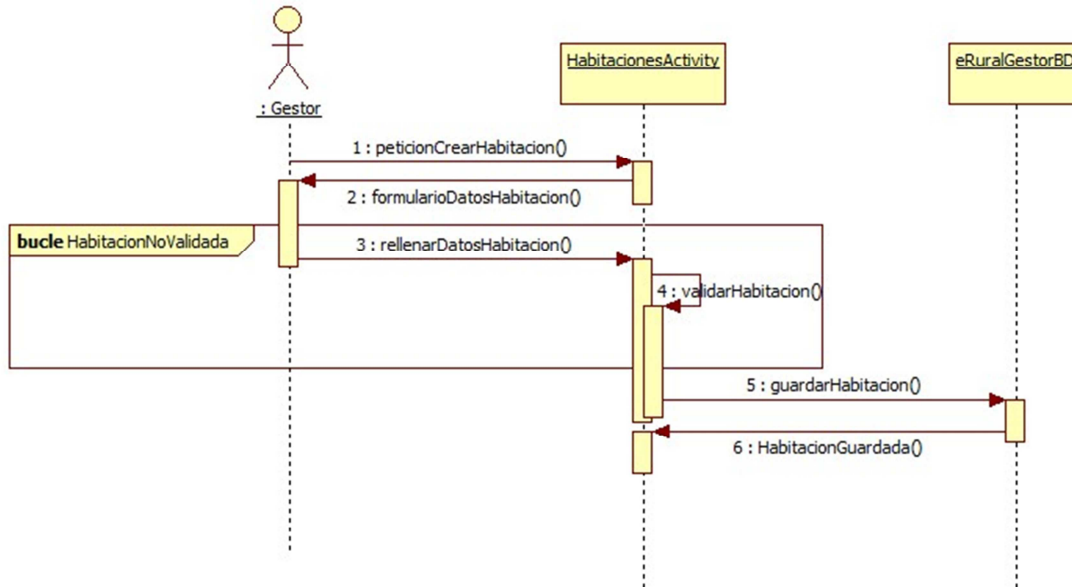 HabitacionesActivity
eRuralGestorBD
: Gestor
1 : peticionCrearHabitacion()
2 : formularioDatosHabitacion()
bucle HabitacionNoValidada
3 : rellenarDatosHabitacion()
4 : validarHabitacion()
5 : guardarHabitacion()
6 : HabitacionGuardada()